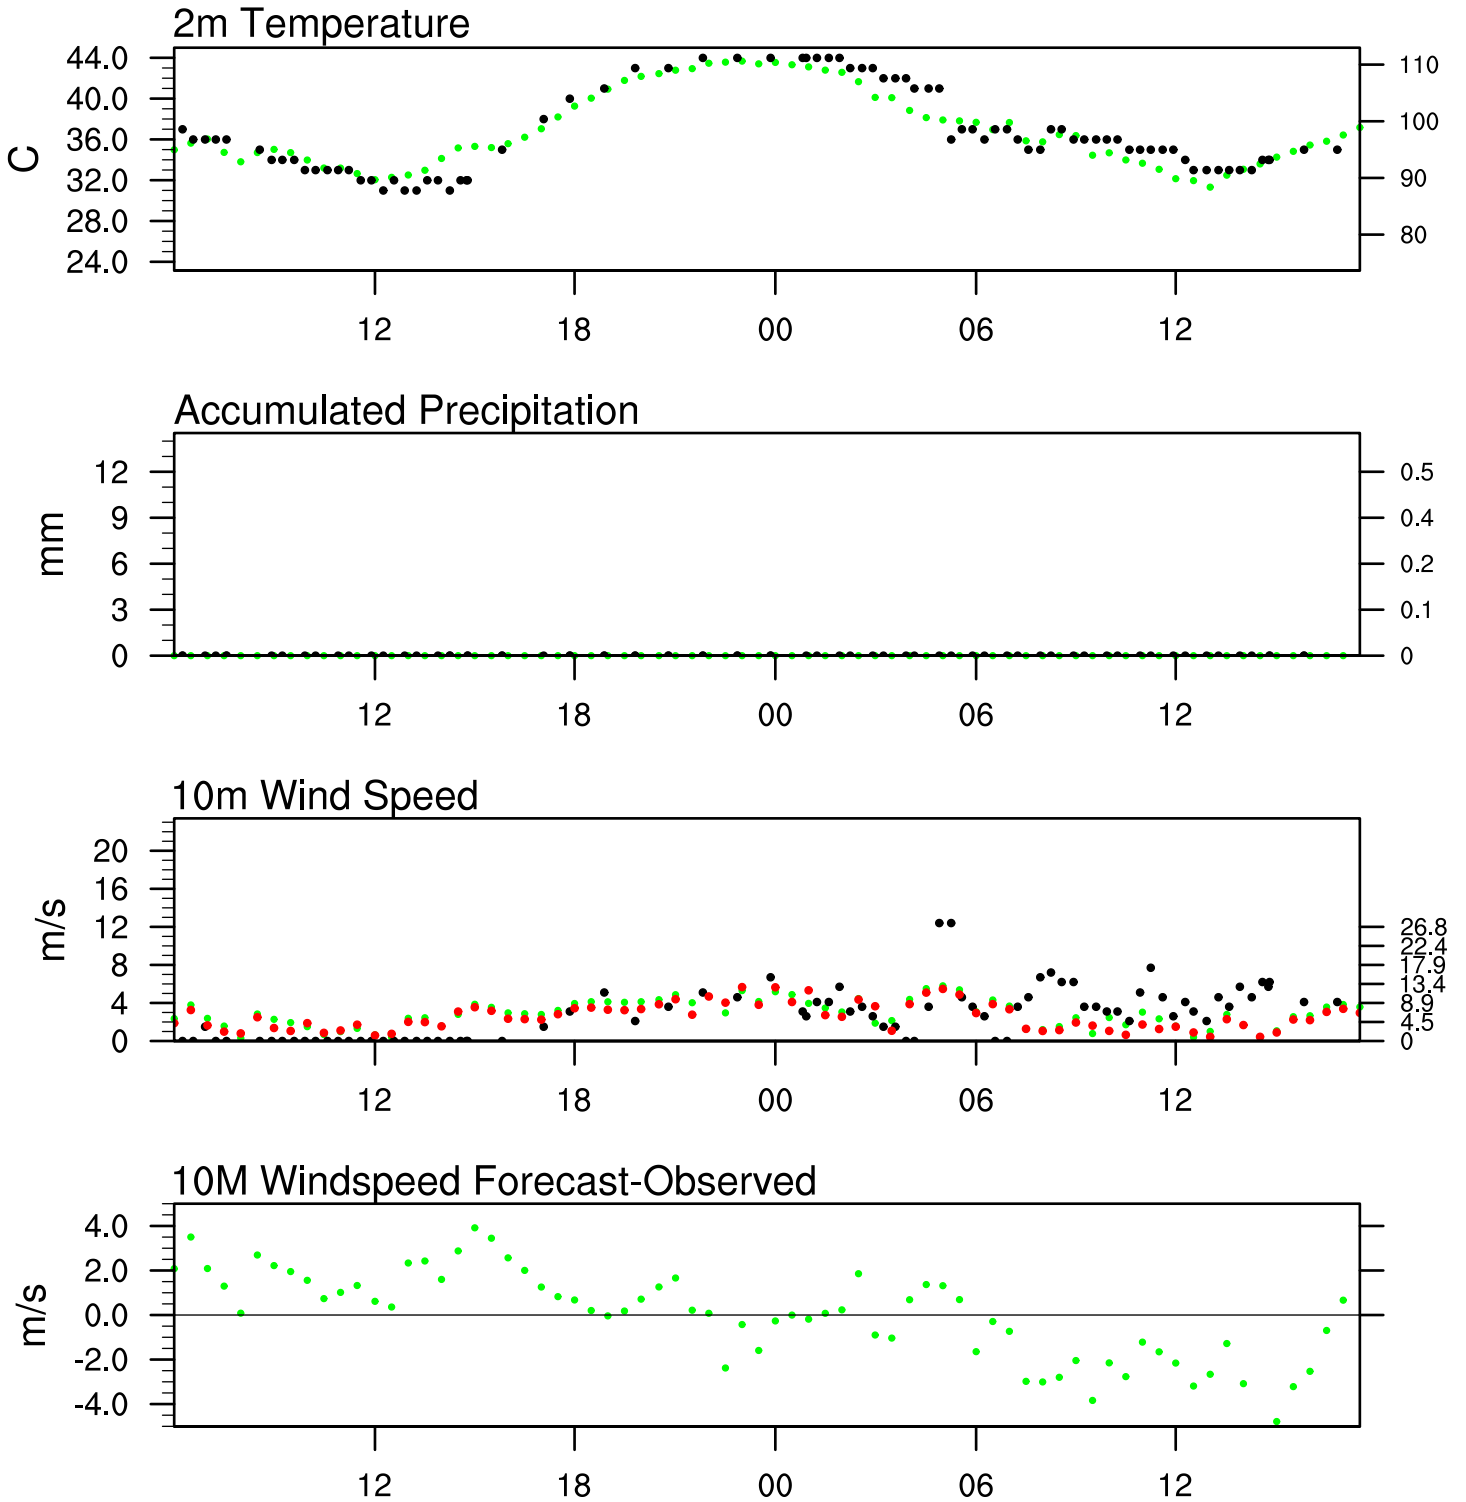 2m Temperature
44.0 110
40.0
100
36.0
C
32.0 90
28.0
80
24.0
12 18 00 06 12
Accumulated Precipitation
12 0.5
9 0.4
mm
6 0.2
3 0.1
0 0
12 18 00 06 12
10m Wind Speed
20
16
m/s
12 26.8
22.4
8 17.9
13.4
4 8.9
4.5
0 0
12 18 00 06 12
10M Windspeed Forecast-Observed
4.0
2.0
m/s
0.0
-2.0
-4.0
12 18 00 06 12